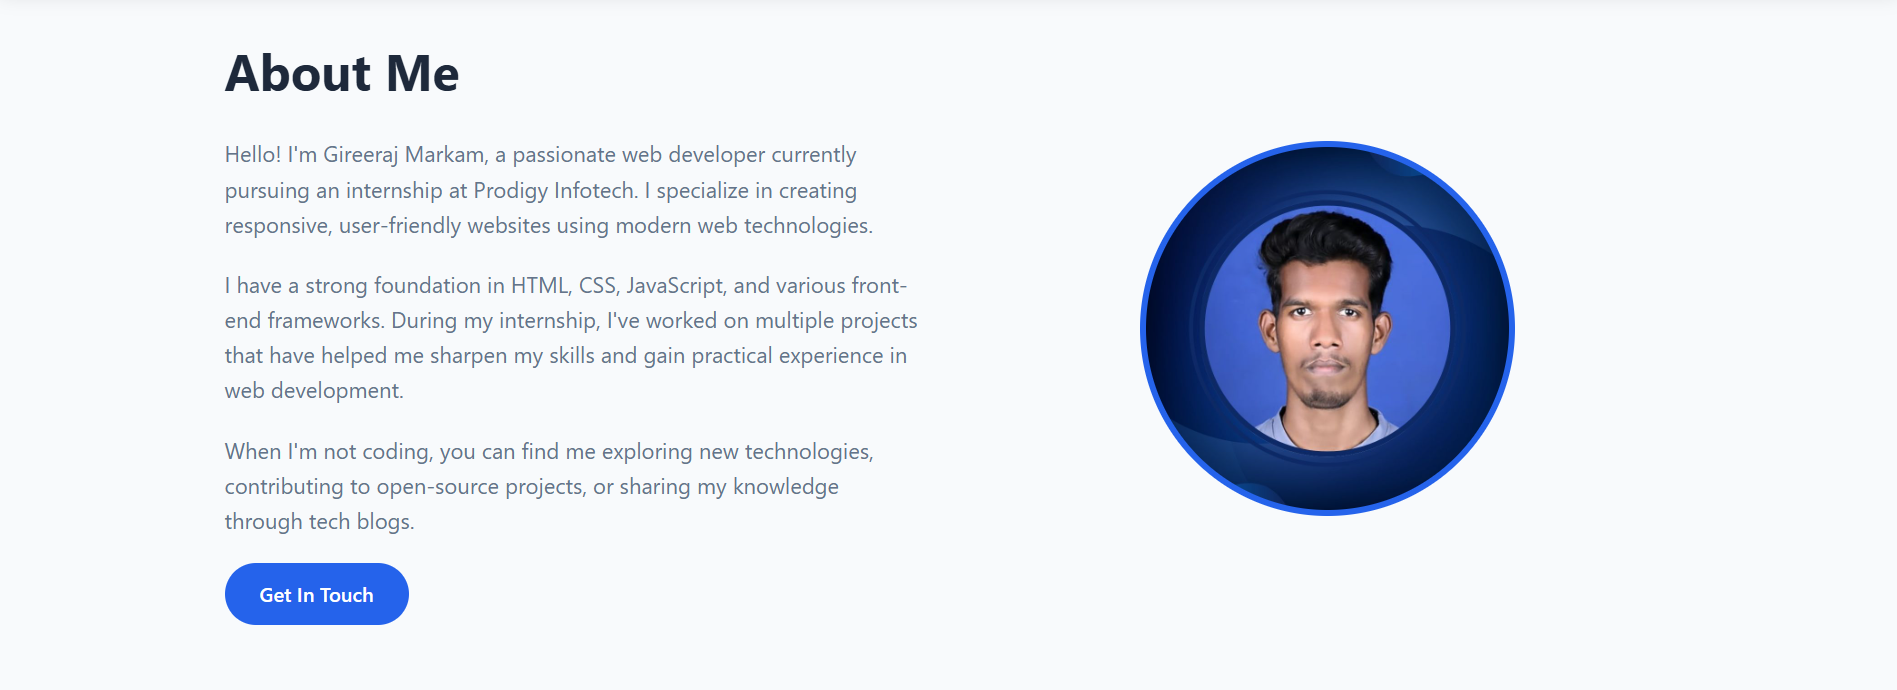 About Me
Hello! I'm Gireeraj Markam, a passionate web developer currently
pursuing an internship at Prodigy Infotech. I specialize in creating
responsive, user-friendly websites using modern web technologies.
I have a strong foundation in HTML, CSS, JavaScript, and various front-
end frameworks. During my internship, I've worked on multiple projects
that have helped me sharpen my skills and gain practical experience in
web development.
When I'm not coding, you can find me exploring new technologies,
contributing to open-source projects, or sharing my knowledge
through tech blogs.
Get In Touch